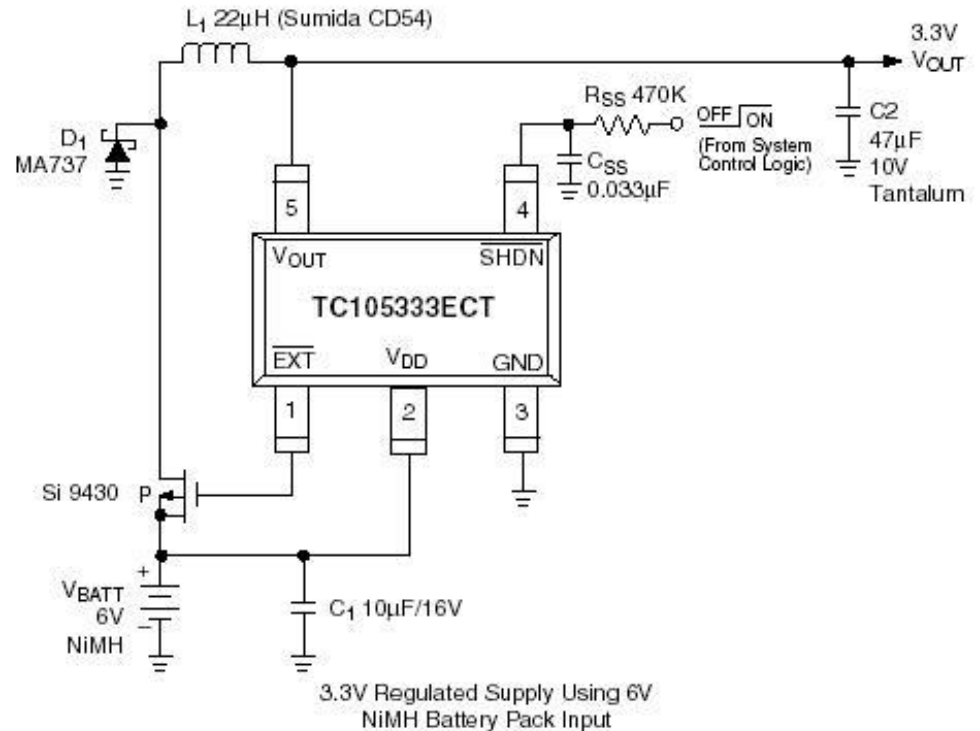 L1 22µH (Sumida CD54)
3.3V
VOUT
RSS 470K
OFF ON
(From System
Control Logic)
C2
47µF
10V
Tantalum
D1
MA737
CSS
0.033µF
5
4
VOUT
SHDN
TC105333ECT
EXT
VDD
GND
1
2
3
Si 9430
P
+
VBATT
6V
–
NiMH
C1 10µF/16V
3.3V Regulated Supply Using 6V
NiMH Battery Pack Input